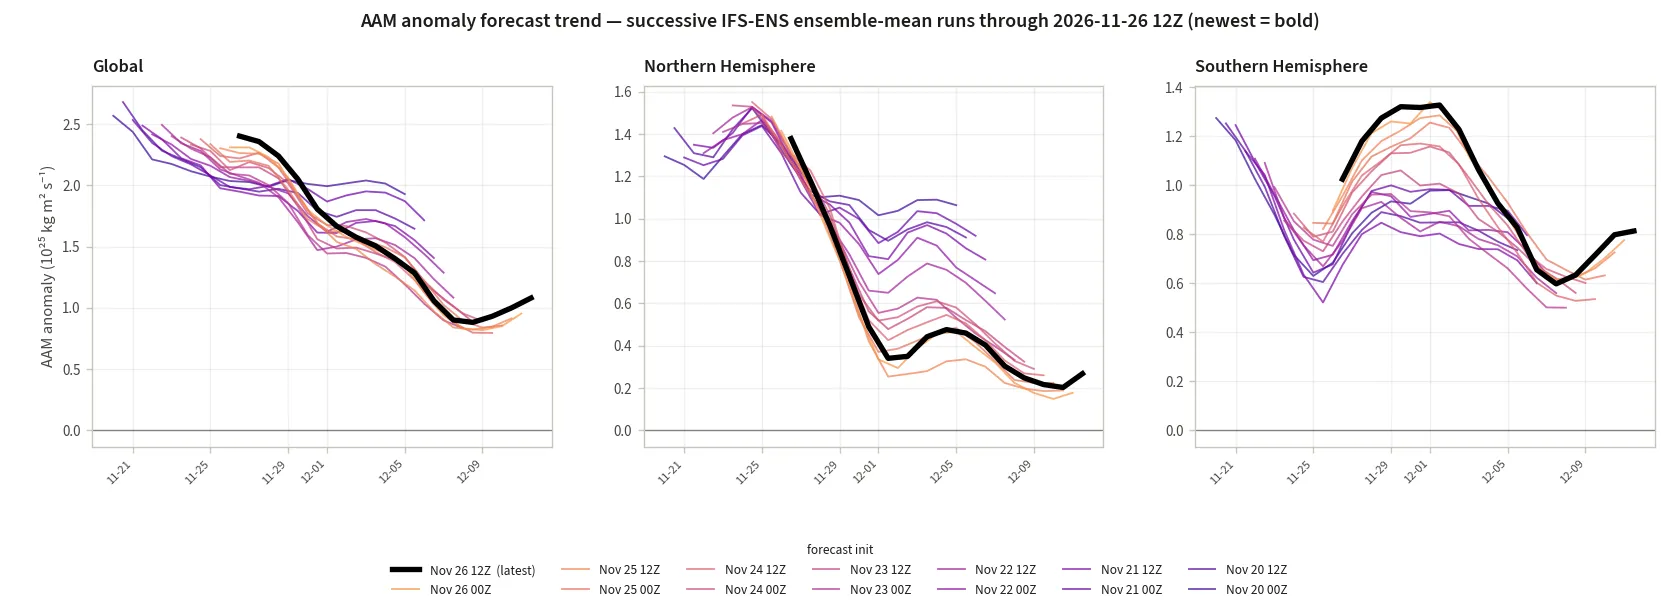 AAM anomaly forecast trend — successive IFS-ENS ensemble-mean runs through 2026-11-26 12Z (newest = bold)
Global
Northern Hemisphere
Southern Hemisphere
AAM anomaly (10²⁵ kg m² s⁻¹)
2.5
2.0
1.5
1.0
0.5
0.0
11-21
11-25
11-29
12-01
12-05
12-09
1.6
1.4
1.2
1.0
0.8
0.6
0.4
0.2
0.0
11-21
11-25
11-29
12-01
12-05
12-09
1.4
1.2
1.0
0.8
0.6
0.4
0.2
0.0
11-21
11-25
11-29
12-01
12-05
12-09
forecast init
Nov 26 12Z (latest)
Nov 25 12Z
Nov 24 12Z
Nov 23 12Z
Nov 22 12Z
Nov 21 12Z
Nov 20 12Z
Nov 26 00Z
Nov 25 00Z
Nov 24 00Z
Nov 23 00Z
Nov 22 00Z
Nov 21 00Z
Nov 20 00Z